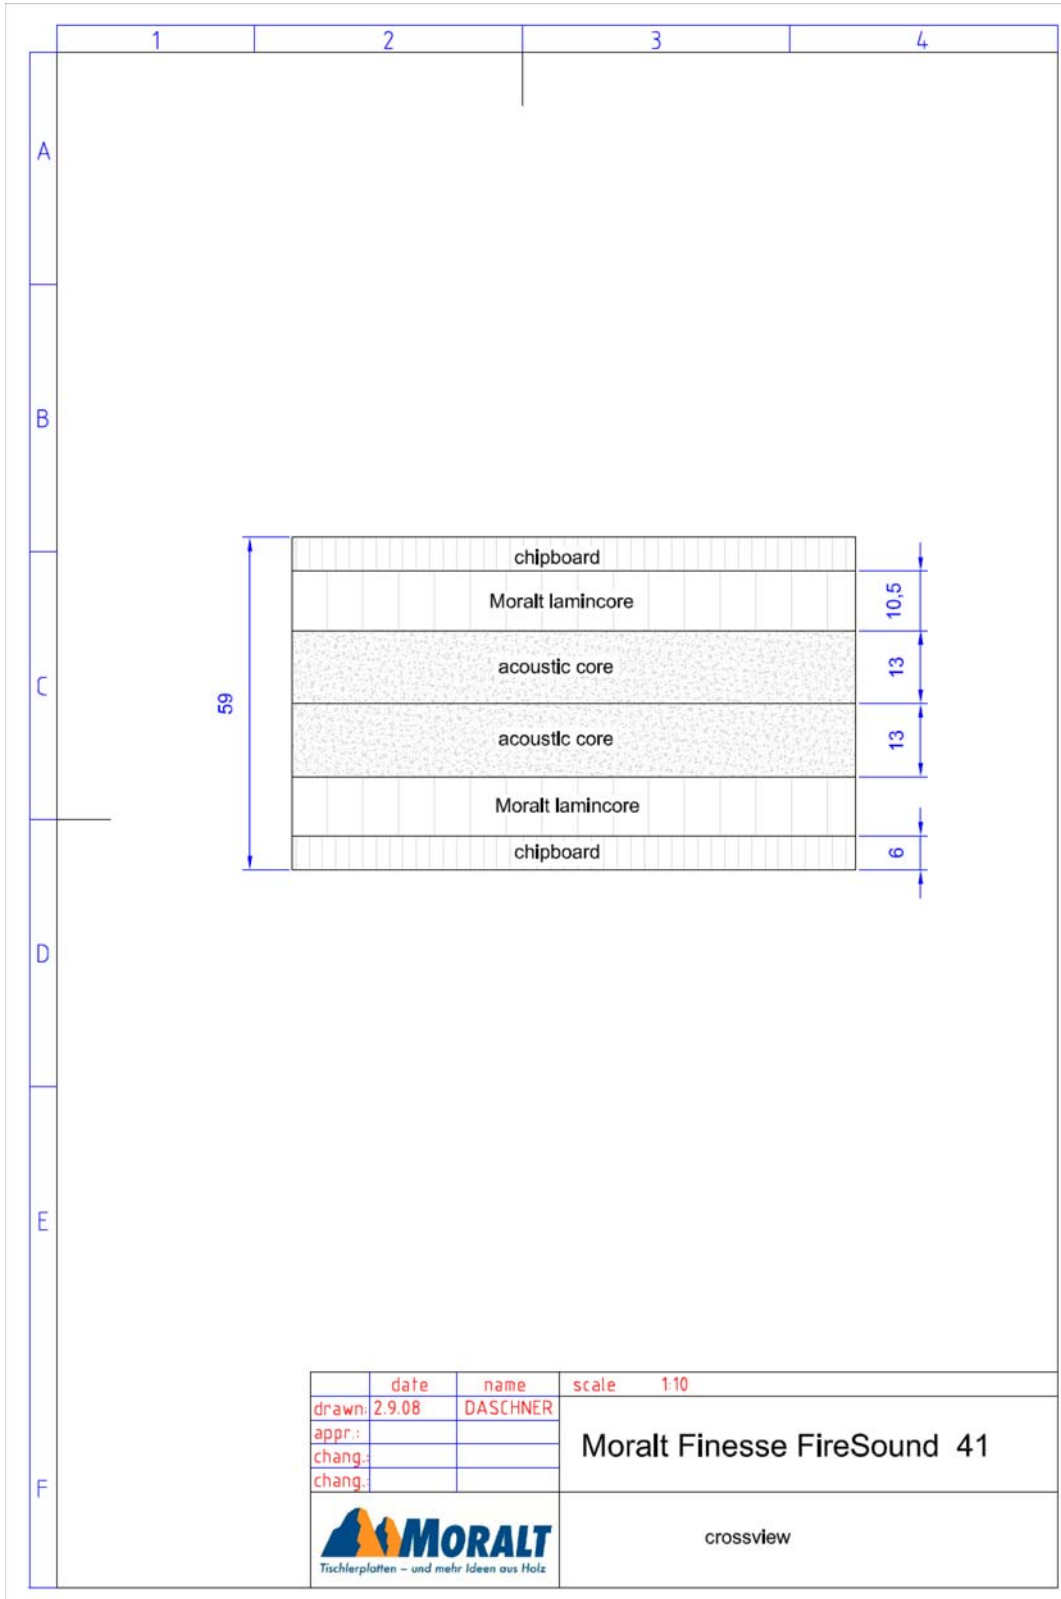 1 2 3 4
A
B
C
D
E
F
chipboard
Moralt lamincore
acoustic core
acoustic core
Moralt lamincore
chipboard
59
10,5
13
13
6
date name scale 1:10
drawn: 2.9.08 DASCHNER
appr.:
chang.:
chang.:
Moralt Finesse FireSound 41
MORALT
Tischlerplatten – und mehr Ideen aus Holz
crossview